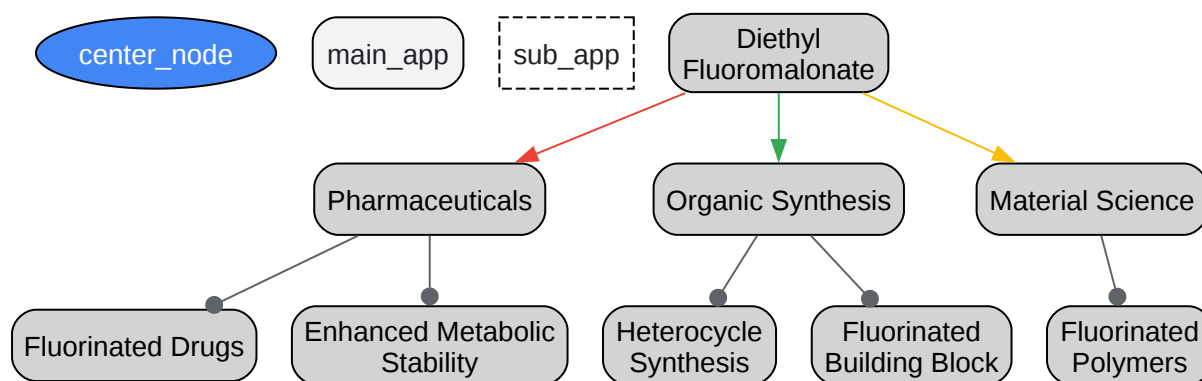 center_node
main_app
sub_app
Diethyl
Fluoromalonate
Pharmaceuticals
Organic Synthesis
Material Science
Fluorinated Drugs
Enhanced Metabolic
Stability
Heterocycle
Synthesis
Fluorinated
Building Block
Fluorinated
Polymers